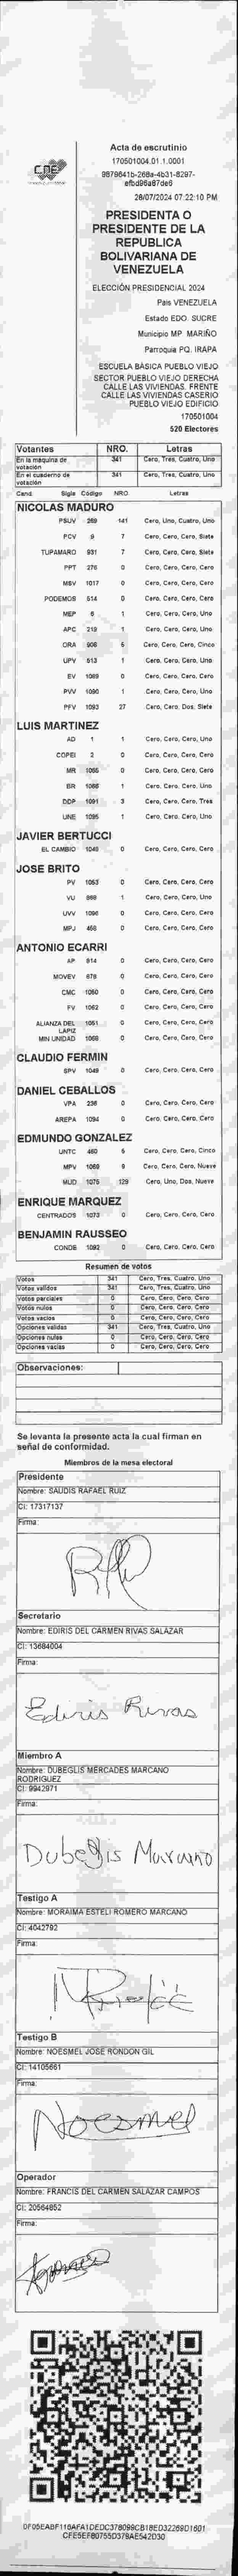 CNE
Acta de escrutinio
170501004.01.1.0001
28/07/2024 07:22:10 PM
PRESIDENTA O
PRESIDENTE DE LA
REPUBLICA
BOLIVARIANA DE
VENEZUELA
ELECCIÓN PRESIDENCIAL 2024
Pais VENEZUELA
Estado EDO. SUCRE
Municipio MP. MARIÑO
Parroquia PQ. IRAPA
ESCUELA BÁSICA PUEBLO VIEJO
SECTOR PUEBLO VIEJO DERECHA
CALLE LAS VIVIENDAS. FRENTE
CALLE LAS VIVIENDAS CASERIO
PUEBLO VIEJO EDIFICIO
170501004
520 Electores
Votantes NRO. Letras
En la maquina de votación 341 Cero, Tres, Cuatro, Uno
En el cuaderno de votación 341 Cero, Tres, Cuatro, Uno
Cand. Sigla Código NRO. Letras
NICOLAS MADURO
PSUV 269 141 Cero, Uno, Cuatro, Uno
PCV 9 7 Cero, Cero, Cero, Siete
TUPAMARO 931 7 Cero, Cero, Cero, Siete
PPT 276 0 Cero, Cero, Cero, Cero
MSV 1017 0 Cero, Cero, Cero, Cero
PODEMOS 514 0 Cero, Cero, Cero, Cero
MEP 6 1 Cero, Cero, Cero, Uno
APC 219 1 Cero, Cero, Cero, Uno
ORA 906 5 Cero, Cero, Cero, Cinco
UPV 513 1 Cero, Cero, Cero, Uno
EV 1089 0 Cero, Cero, Cero, Cero
PVV 1090 1 Cero, Cero, Cero, Uno
PFV 1093 27 Cero, Cero, Dos, Siete
LUIS MARTINEZ
AD 1 1 Cero, Cero, Cero, Uno
COPEI 2 0 Cero, Cero, Cero, Cero
MR 1065 0 Cero, Cero, Cero, Cero
BR 1068 1 Cero, Cero, Cero, Uno
DDP 1091 3 Cero, Cero, Cero, Tres
UNE 1095 1 Cero, Cero, Cero, Uno
JAVIER BERTUCCI
EL CAMBIO 1049 0 Cero, Cero, Cero, Cero
JOSE BRITO
PV 1053 0 Cero, Cero, Cero, Cero
VU 969 1 Cero, Cero, Cero, Uno
UVV 1096 0 Cero, Cero, Cero, Cero
MPJ 468 0 Cero, Cero, Cero, Cero
ANTONIO ECARRI
AP 914 0 Cero, Cero, Cero, Cero
MOVEV 678 0 Cero, Cero, Cero, Cero
CMC 1060 0 Cero, Cero, Cero, Cero
FV 1062 0 Cero, Cero, Cero, Cero
ALIANZA DEL LAPIZ 1051 0 Cero, Cero, Cero, Cero
MIN UNIDAD 1066 0 Cero, Cero, Cero, Cero
CLAUDIO FERMIN
SPV 1048 0 Cero, Cero, Cero, Cero
DANIEL CEBALLOS
VPA 236 0 Cero, Cero, Cero, Cero
AREPA 1094 0 Cero, Cero, Cero, Cero
EDMUNDO GONZALEZ
UNTC 460 5 Cero, Cero, Cero, Cinco
MPV 1069 9 Cero, Cero, Cero, Nueve
MUD 1075 129 Cero, Uno, Dos, Nueve
ENRIQUE MARQUEZ
CENTRADOS 1073 0 Cero, Cero, Cero, Cero
BENJAMIN RAUSSEO
CONDE 1092 0 Cero, Cero, Cero, Cero
Resumen de votos
Votos 341 Cero, Tres, Cuatro, Uno
Votos validos 341 Cero, Tres, Cuatro, Uno
Votos parciales 0 Cero, Cero, Cero, Cero
Votos nulos 0 Cero, Cero, Cero, Cero
Votos vacios 0 Cero, Cero, Cero, Cero
Opciones validas 341 Cero, Tres, Cuatro, Uno
Opciones nulas 0 Cero, Cero, Cero, Cero
Opciones vacias 0 Cero, Cero, Cero, Cero
Observaciones:
Se levanta la presente acta la cual firman en
señal de conformidad.
Miembros de la mesa electoral
Presidente
Nombre: SAUDIS RAFAEL RUIZ
CI: 17317137
Firma:
Secretario
Nombre: EDIRIS DEL CARMEN RIVAS SALAZAR
CI: 13684004
Firma:
Ediris Rivas
Miembro A
Nombre: DUBEGLIS MERCADES MARCANO
RODRIGUEZ
CI: 9942971
Firma:
Dubeglis Marcano
Testigo A
Nombre: MORAIMA ESTELI ROMERO MARCANO
CI: 4042792
Firma:
Testigo B
Nombre: NOESMEL JOSE RONDON GIL
CI: 14105661
Firma:
Noesmel
Operador
Nombre: FRANCIS DEL CARMEN SALAZAR CAMPOS
CI: 20564852
Firma: